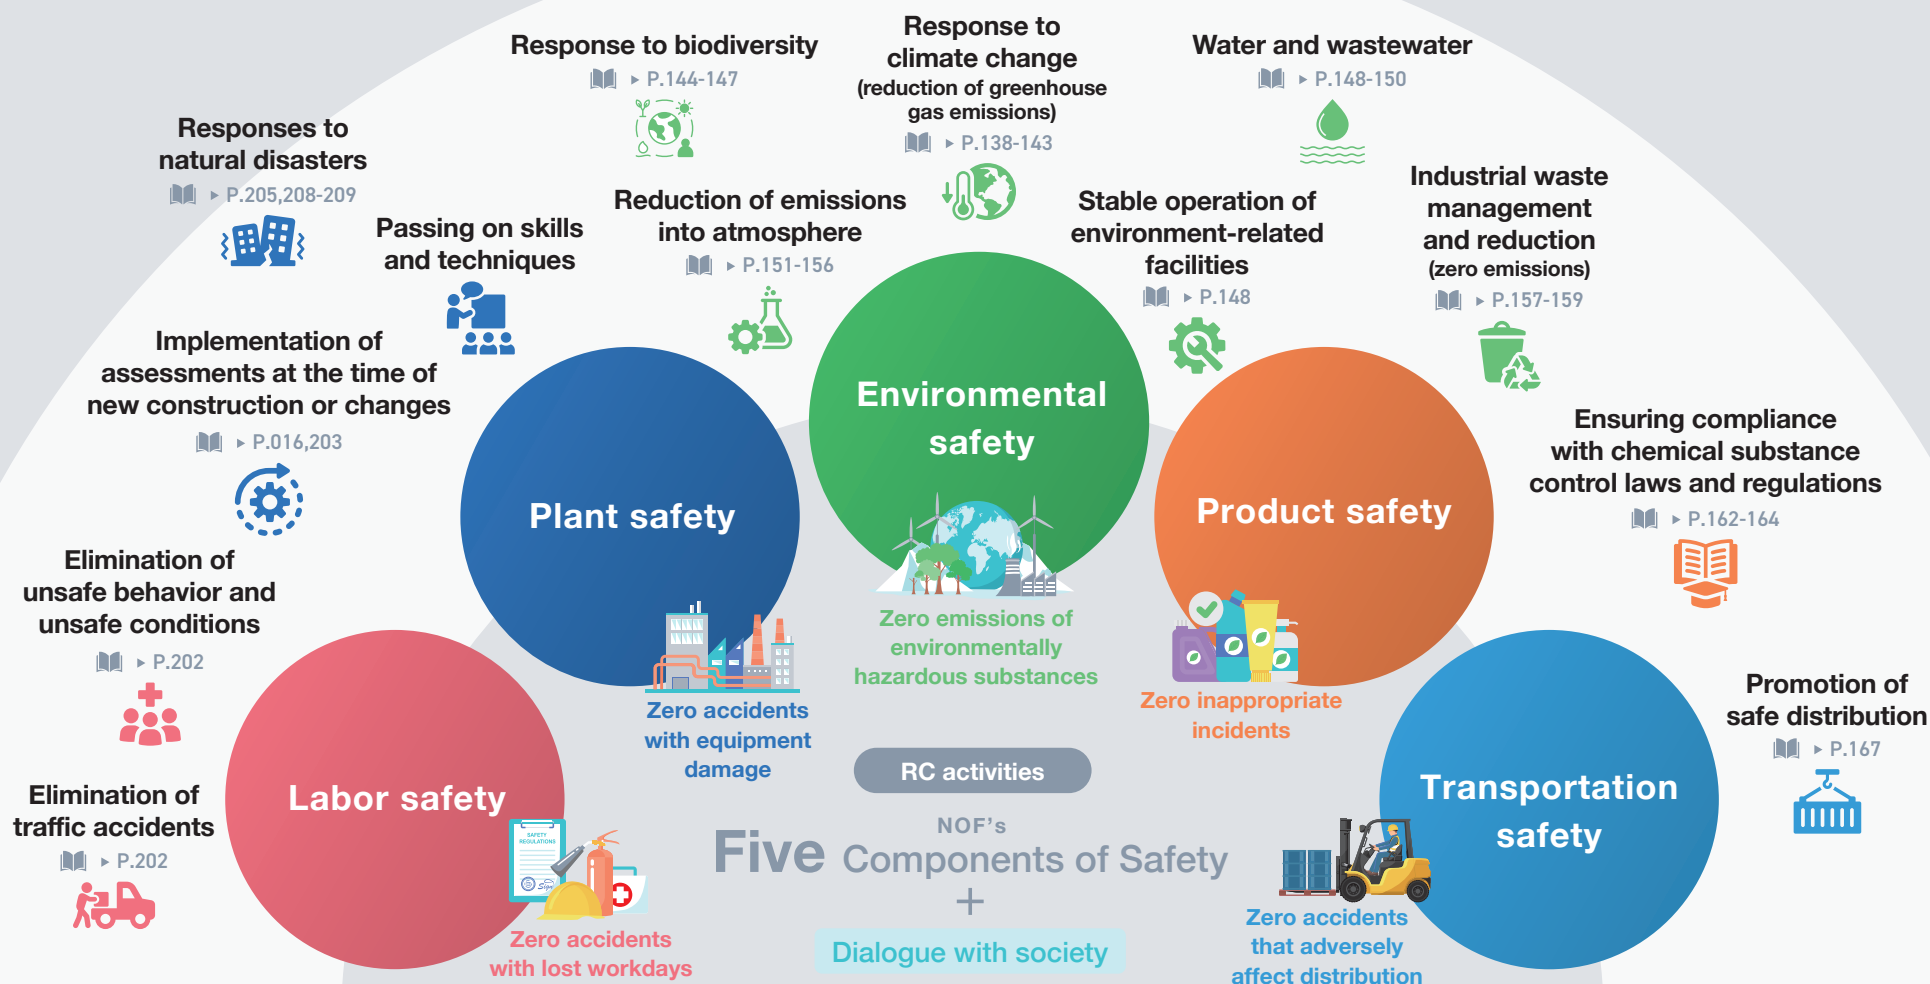 Response to biodiversity
P.144-147
Response to
climate change
(reduction of greenhouse
gas emissions)
P.138-143
Water and wastewater
P.148-150
Responses to
natural disasters
P.205,208-209
Passing on skills
and techniques
Reduction of emissions
into atmosphere
P.151-156
Stable operation of
environment-related
facilities
P.148
Industrial waste
management
and reduction
(zero emissions)
P.157-159
Implementation of
assessments at the time of
new construction or changes
P.016,203
Ensuring compliance
with chemical substance
control laws and regulations
P.162-164
Elimination of
unsafe behavior and
unsafe conditions
P.202
Elimination of
traffic accidents
P.202
Promotion of
safe distribution
P.167
Labor safety
SAFETY
REGULATIONS
Sign
Zero accidents
with lost workdays
Plant safety
Zero accidents
with equipment
damage
Environmental
safety
Zero emissions of
environmentally
hazardous substances
Product safety
Zero inappropriate
incidents
Transportation
safety
Zero accidents
that adversely
affect distribution
RC activities
NOF's
Five Components of Safety
+
Dialogue with society